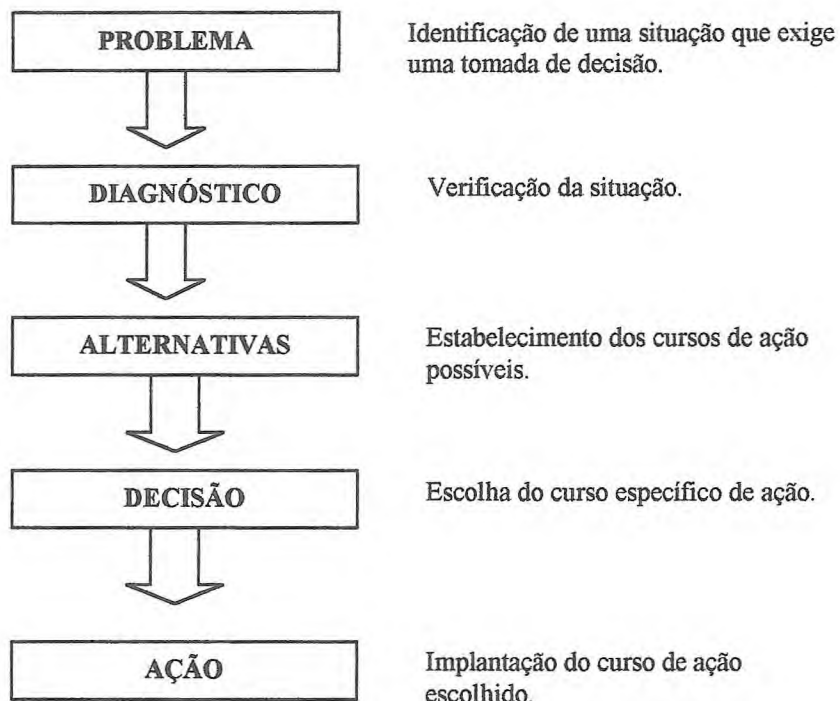 PROBLEMA
Identificação de uma situação que exige
uma tomada de decisão.
DIAGNÓSTICO
Verificação da situação.
ALTERNATIVAS
Estabelecimento dos cursos de ação
possíveis.
DECISÃO
Escolha do curso específico de ação.
AÇÃO
Implantação do curso de ação
escolhido.